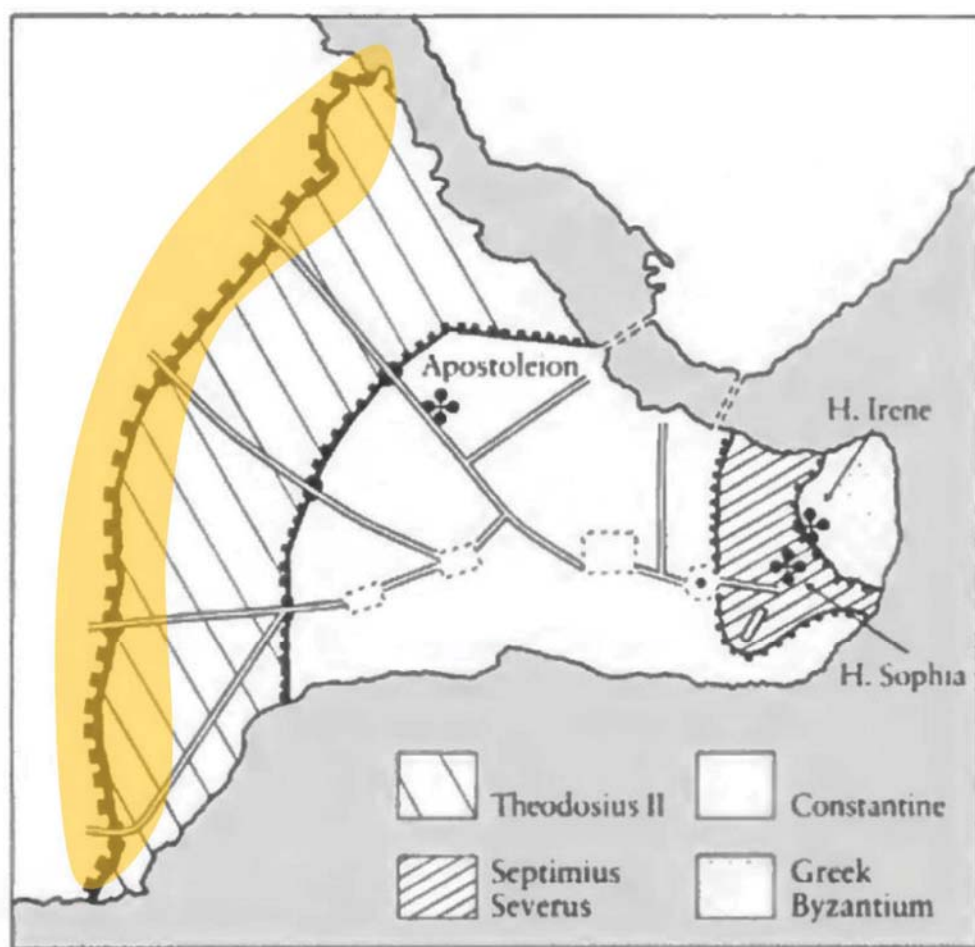 Apostoleion
H. Irene
H. Sophia
Theodosius II
Constantine
Septimius
Severus
Greek
Byzantium